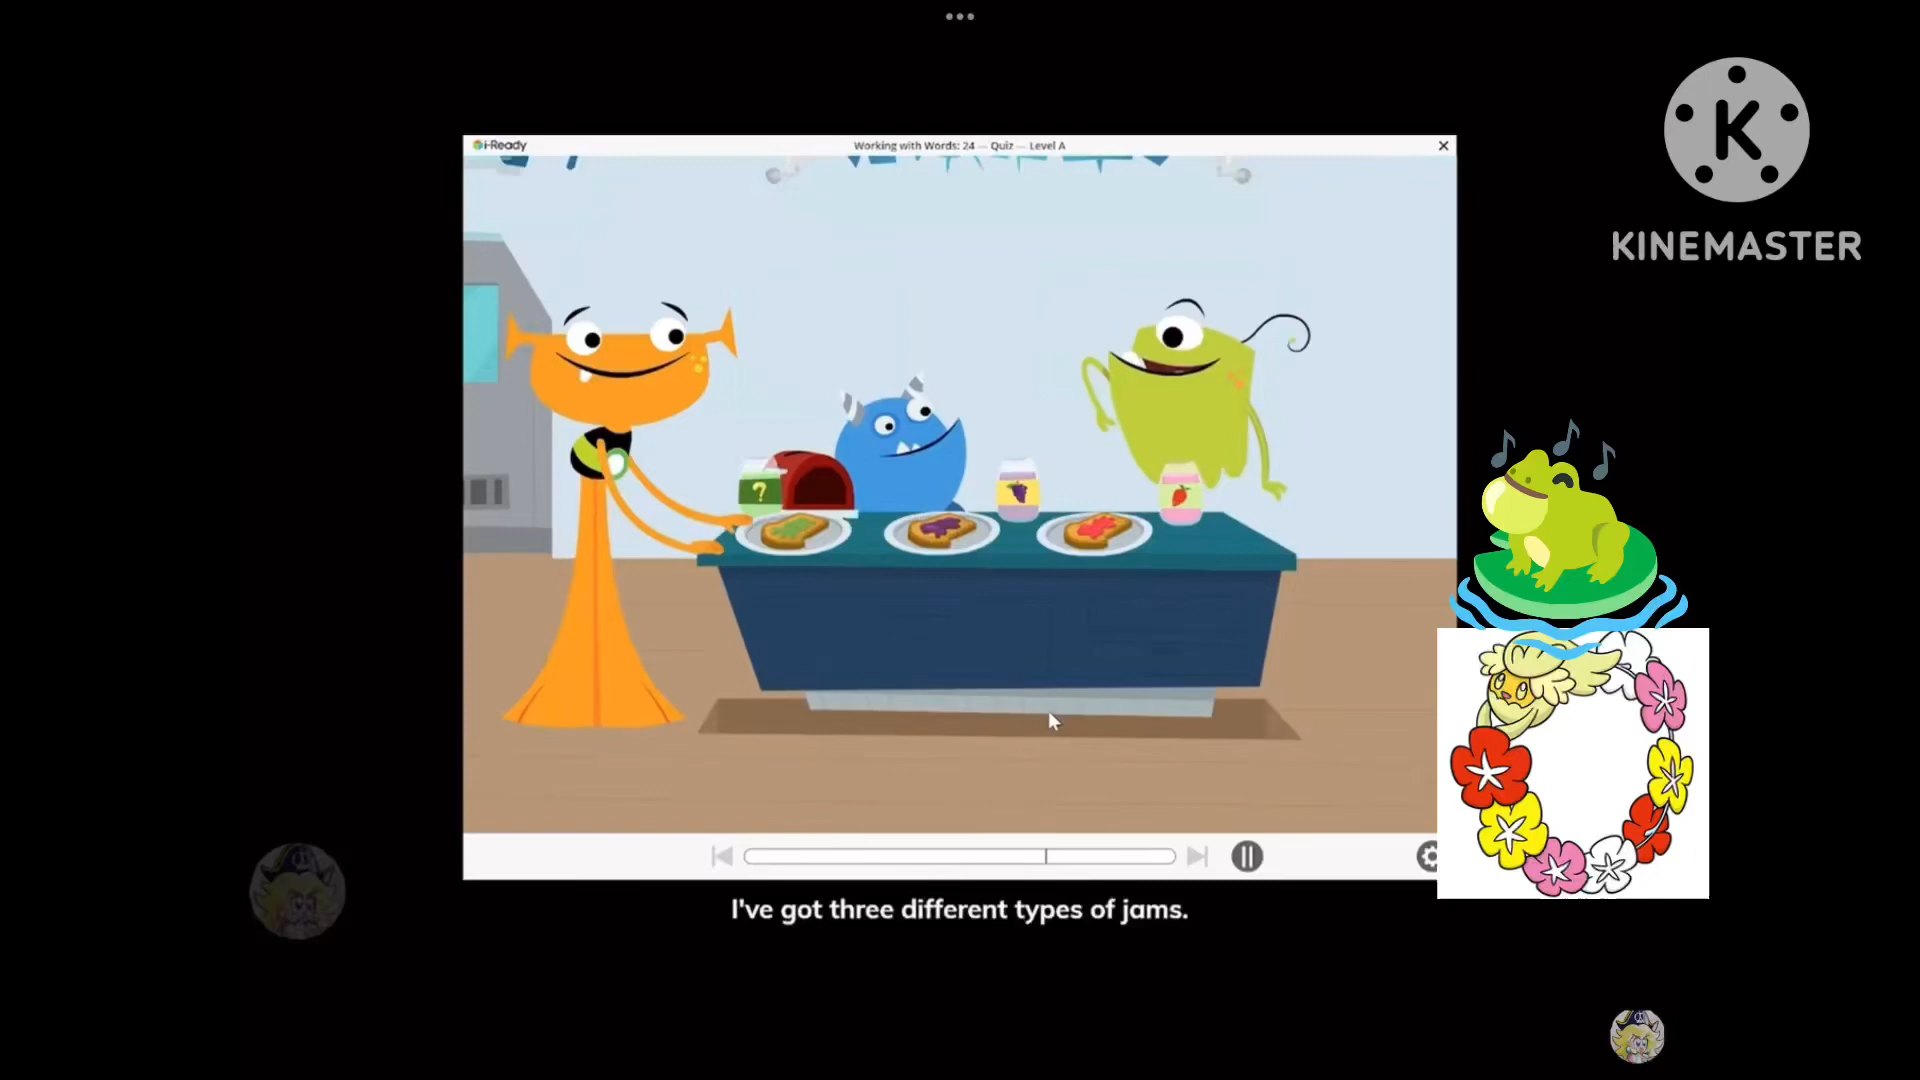 i-Ready
Working with Words: 24 — Quiz — Level A
K
KINEMASTER
?
I've got three different types of jams.